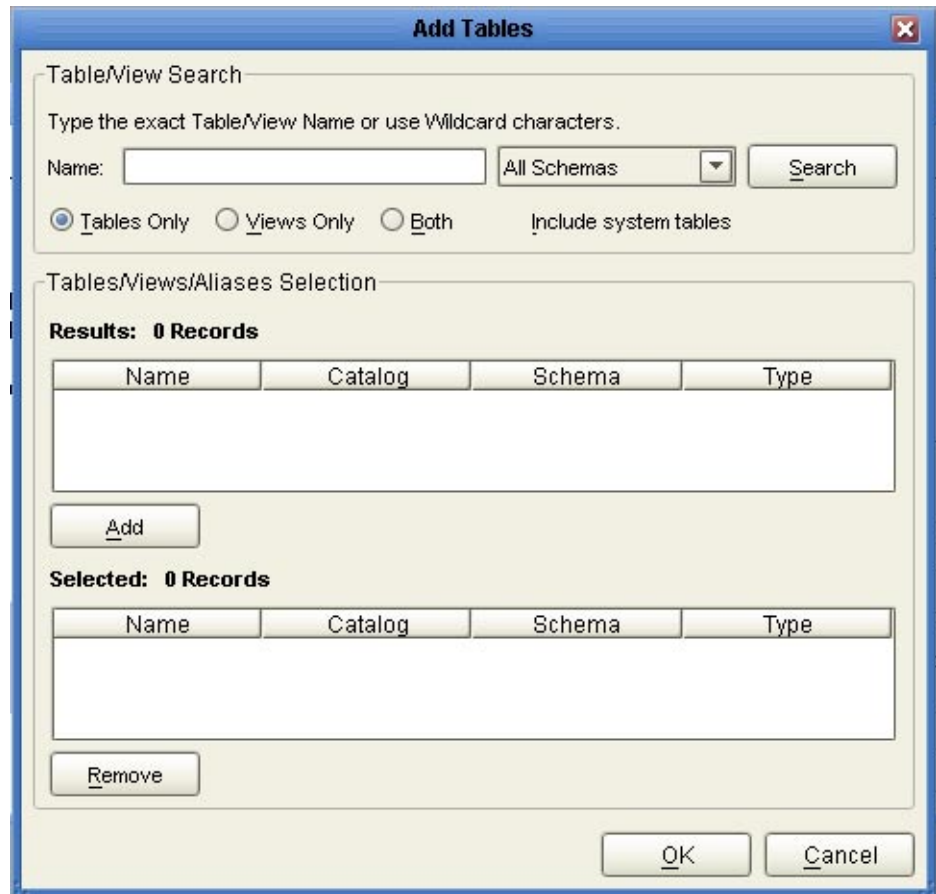 Add Tables
Table/View Search
Type the exact Table/View Name or use Wildcard characters.
Name: All Schemas Search
Tables Only Views Only Both Include system tables
Tables/Views/Aliases Selection
Results: 0 Records
Name Catalog Schema Type
Add
Selected: 0 Records
Name Catalog Schema Type
Remove
OK Cancel